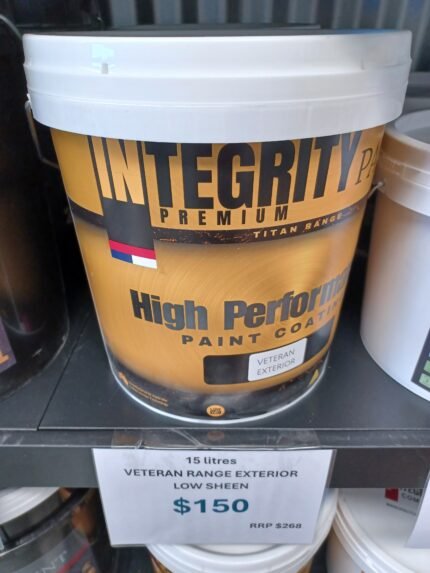 INTEGRITY
PREMIUM
TITAN RANGE
High Performa
PAINT COATI
VETERAN
EXTERIOR
15 litres
VETERAN RANGE EXTERIOR
LOW SHEEN
$150
RRP $268